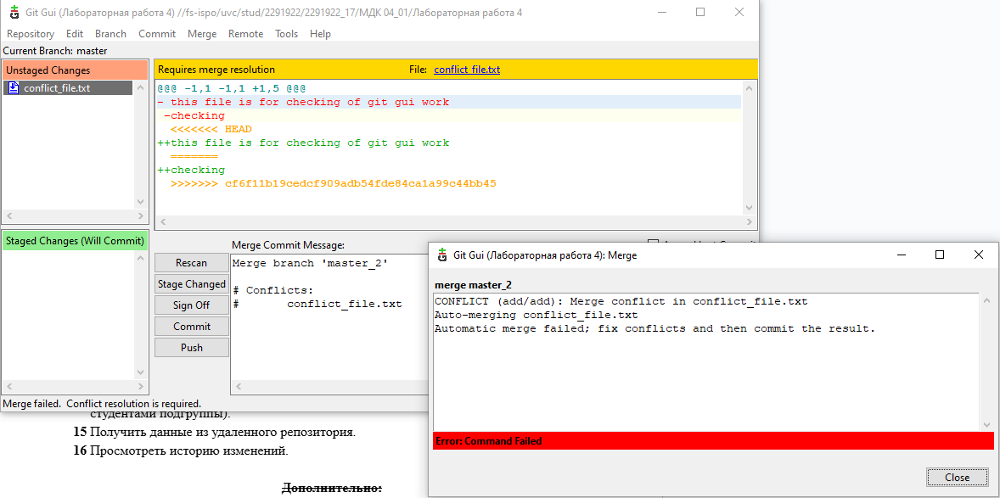 Git Gui (Лабораторная работа 4) //fs-ispo/uvc/stud/2291922/2291922_17/МДК 04_01/Лабораторная работа 4
Repository Edit Branch Commit Merge Remote Tools Help
Current Branch: master
Unstaged Changes
conflict_file.txt
Requires merge resolution File: conflict_file.txt
@@@ -1,1 -1,1 +1,5 @@@
- this file is for checking of git gui work
 -checking
  <<<<<<< HEAD
++this file is for checking of git gui work
  =======
++checking
  >>>>>>> cf6f11b19cedcf909adb54fde84ca1a99c44bb45
Staged Changes (Will Commit)
Rescan
Stage Changed
Sign Off
Commit
Push
Merge Commit Message:
Merge branch 'master_2'
# Conflicts:
#       conflict_file.txt
Merge failed.  Conflict resolution is required.
Git Gui (Лабораторная работа 4): Merge
merge master_2
CONFLICT (add/add): Merge conflict in conflict_file.txt
Auto-merging conflict_file.txt
Automatic merge failed; fix conflicts and then commit the result.
Error: Command Failed
Close
студентами подгруппы).
15 Получить данные из удаленного репозитория.
16 Просмотреть историю изменений.
Дополнительно: